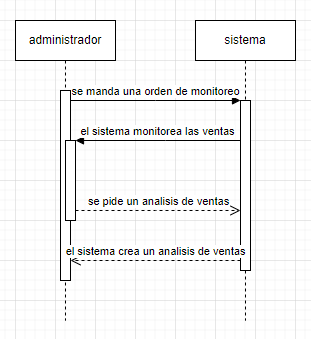 administrador
sistema
se manda una orden de monitoreo
el sistema monitorea las ventas
se pide un analisis de ventas
el sistema crea un analisis de ventas